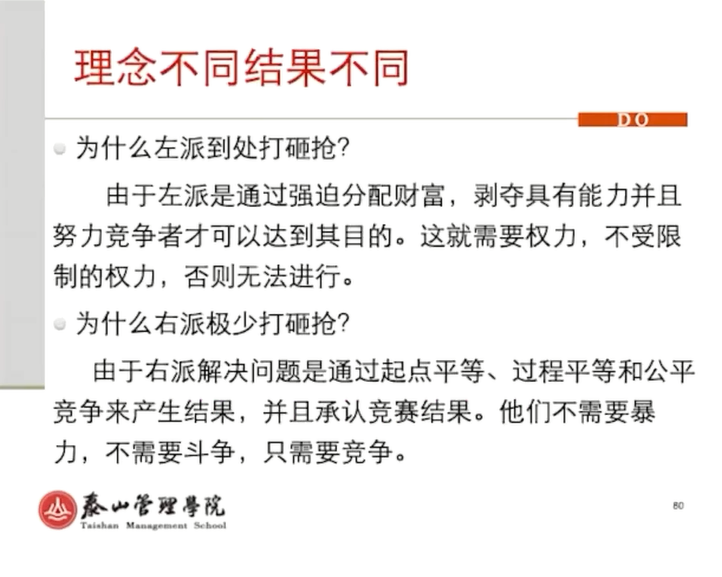 理念不同结果不同
DO
为什么左派到处打砸抢?
由于左派是通过强迫分配财富，剥夺具有能力并且
努力竞争者才可以达到其目的。这就需要权力，不受限
制的权力，否则无法进行。
为什么右派极少打砸抢?
由于右派解决问题是通过起点平等、过程平等和公平
竞争来产生结果，并且承认竞赛结果。他们不需要暴
力，不需要斗争，只需要竞争。
泰山管理學院
Taishan Management School
80